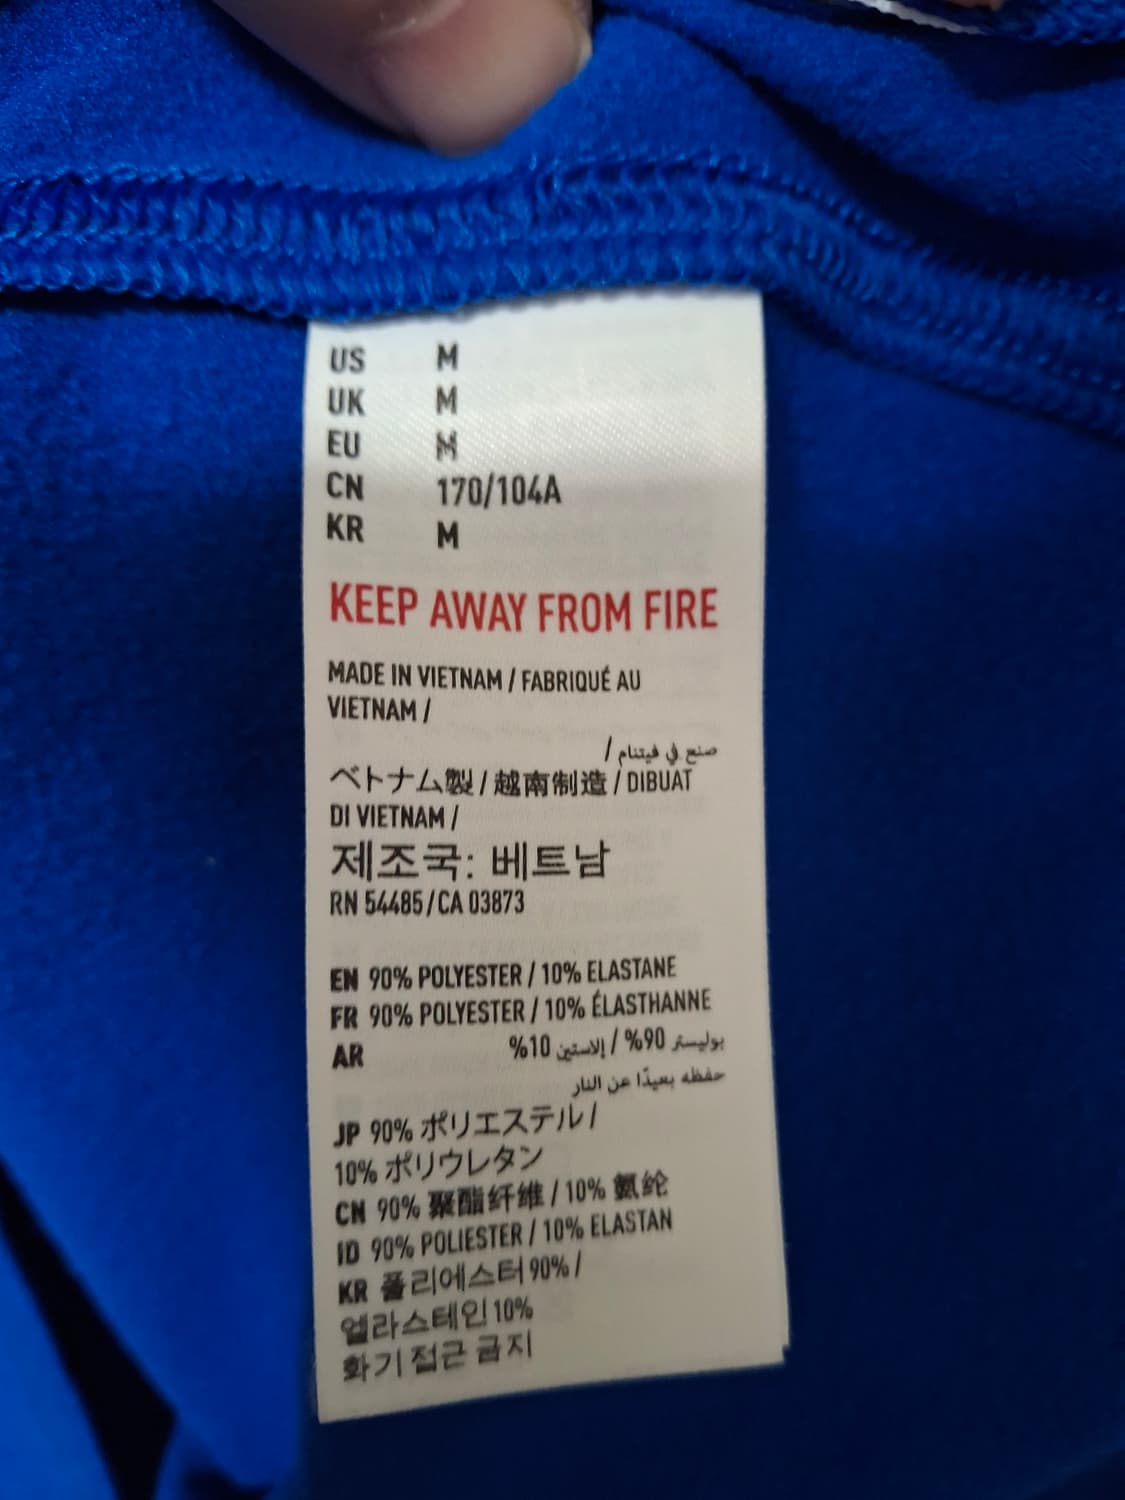 US M
UK M
EU M
CN 170/104A
KR M
KEEP AWAY FROM FIRE
MADE IN VIETNAM / FABRIQUÉ AU
VIETNAM /
صنع في فيتنام /
ベトナム製 / 越南制造 / DIBUAT
DI VIETNAM /
제조국: 베트남
RN 54485 / CA 03873
EN 90% POLYESTER / 10% ELASTANE
FR 90% POLYESTER / 10% ÉLASTHANNE
AR بوليستر 90% / إلاستين 10%
حفظه بعيدًا عن النار
JP 90% ポリエステル /
10% ポリウレタン
CN 90% 聚酯纤维 / 10% 氨纶
ID 90% POLIESTER / 10% ELASTAN
KR 폴리에스터 90% /
엘라스테인 10%
화기 접근 금지